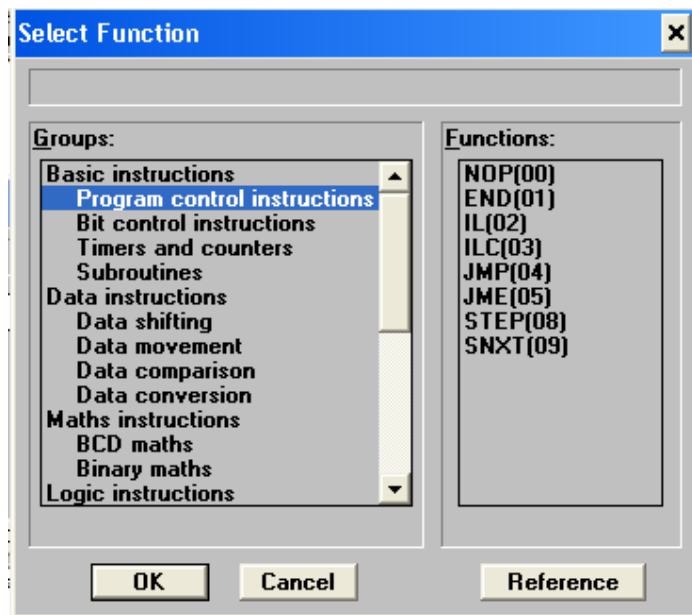 Select Function
Groups:
Basic instructions
Program control instructions
Bit control instructions
Timers and counters
Subroutines
Data instructions
Data shifting
Data movement
Data comparison
Data conversion
Maths instructions
BCD maths
Binary maths
Logic instructions
Functions:
NOP(00)
END(01)
IL(02)
ILC(03)
JMP(04)
JME(05)
STEP(08)
SNXT(09)
OK
Cancel
Reference